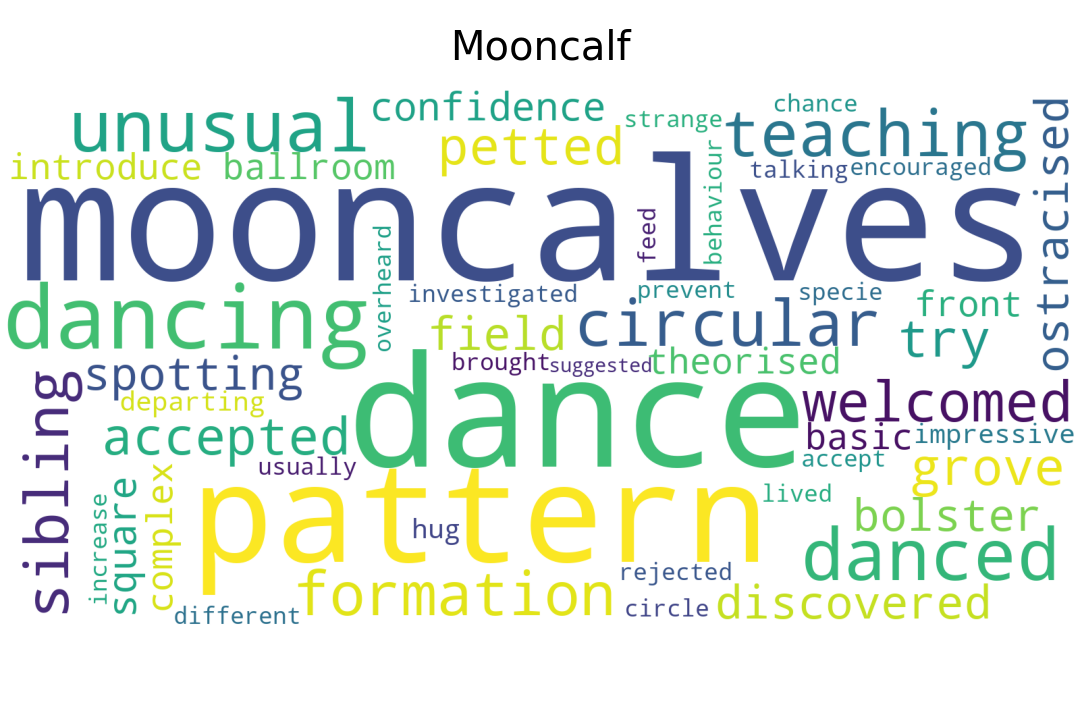 Mooncalf
chance
confidence
unusual
strange
teaching
ostracised
petted
introduce ballroom
talking encouraged
behaviour
mooncalves
feed
overheard
dancing
investigated
prevent
specie
front
circular
field
try
brought
suggested
theorised
spotting
dance
welcomed
departing
sibling
accepted
basic
impressive
usually
accept
grove
complex
square
increase
pattern
lived
hug
bolster
danced
rejected
formation
circle
discovered
different